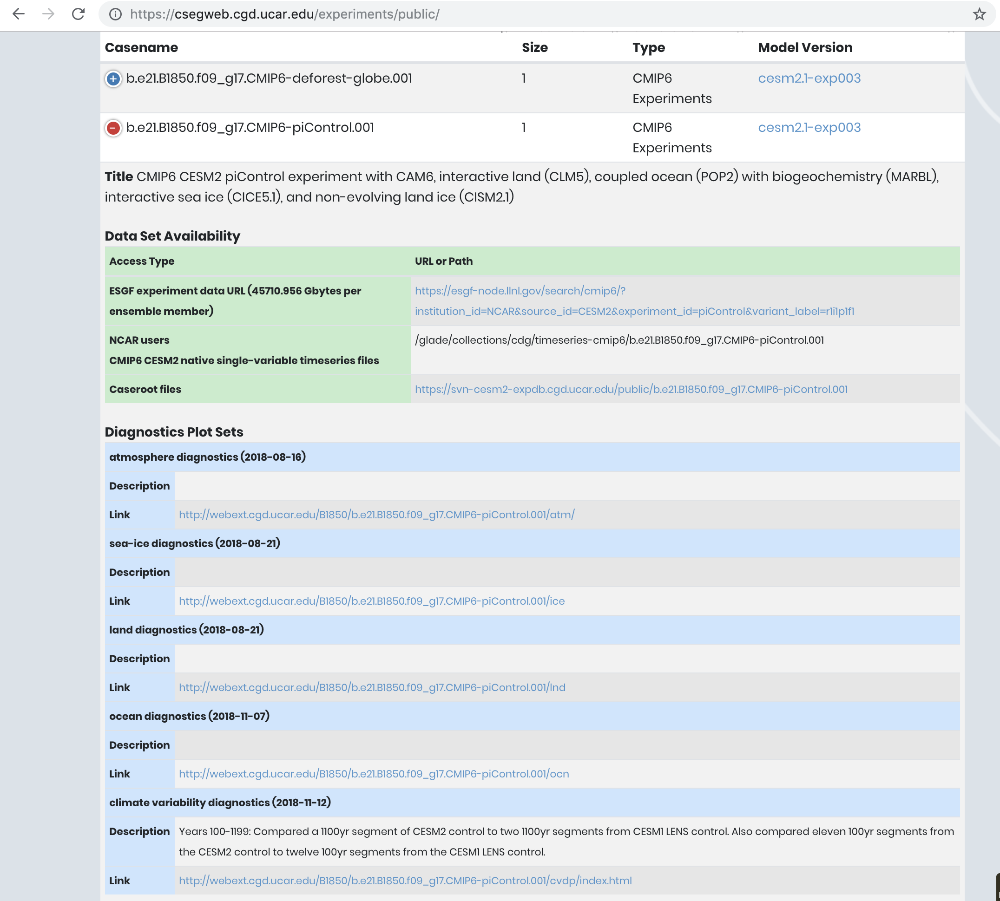 https://csegweb.cgd.ucar.edu/experiments/public/
Casename Size Type Model Version
b.e21.B1850.f09_g17.CMIP6-deforest-globe.001 1 CMIP6 cesm2.1-exp003
Experiments
b.e21.B1850.f09_g17.CMIP6-piControl.001 1 CMIP6 cesm2.1-exp003
Experiments
Title CMIP6 CESM2 piControl experiment with CAM6, interactive land (CLM5), coupled ocean (POP2) with biogeochemistry (MARBL),
interactive sea ice (CICE5.1), and non-evolving land ice (CISM2.1)
Data Set Availability
Access Type URL or Path
ESGF experiment data URL (45710.956 Gbytes per
ensemble member)
https://esgf-node.llnl.gov/search/cmip6/?
institution_id=NCAR&source_id=CESM2&experiment_id=piControl&variant_label=r1i1p1f1
NCAR users
CMIP6 CESM2 native single-variable timeseries files
/glade/collections/cdg/timeseries-cmip6/b.e21.B1850.f09_g17.CMIP6-piControl.001
Caseroot files https://svn-cesm2-expdb.cgd.ucar.edu/public/b.e21.B1850.f09_g17.CMIP6-piControl.001
Diagnostics Plot Sets
atmosphere diagnostics (2018-08-16)
Description
Link http://webext.cgd.ucar.edu/B1850/b.e21.B1850.f09_g17.CMIP6-piControl.001/atm/
sea-ice diagnostics (2018-08-21)
Description
Link http://webext.cgd.ucar.edu/B1850/b.e21.B1850.f09_g17.CMIP6-piControl.001/ice
land diagnostics (2018-08-21)
Description
Link http://webext.cgd.ucar.edu/B1850/b.e21.B1850.f09_g17.CMIP6-piControl.001/lnd
ocean diagnostics (2018-11-07)
Description
Link http://webext.cgd.ucar.edu/B1850/b.e21.B1850.f09_g17.CMIP6-piControl.001/ocn
climate variability diagnostics (2018-11-12)
Description Years 100-1199: Compared a 1100yr segment of CESM2 control to two 1100yr segments from CESM1 LENS control. Also compared eleven 100yr segments from
the CESM2 control to twelve 100yr segments from the CESM1 LENS control.
Link http://webext.cgd.ucar.edu/B1850/b.e21.B1850.f09_g17.CMIP6-piControl.001/cvdp/index.html